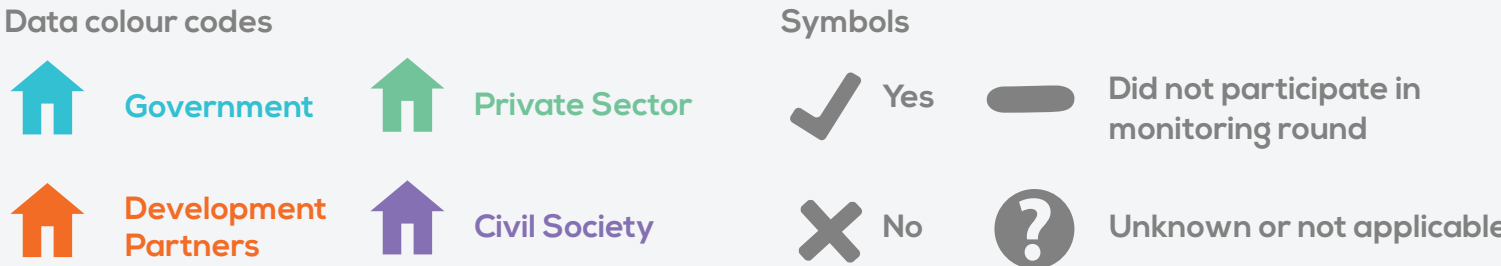 Data colour codes
Government
Private Sector
Development
Partners
Civil Society
Symbols
Yes
Did not participate in
monitoring round
No
?
Unknown or not applicable